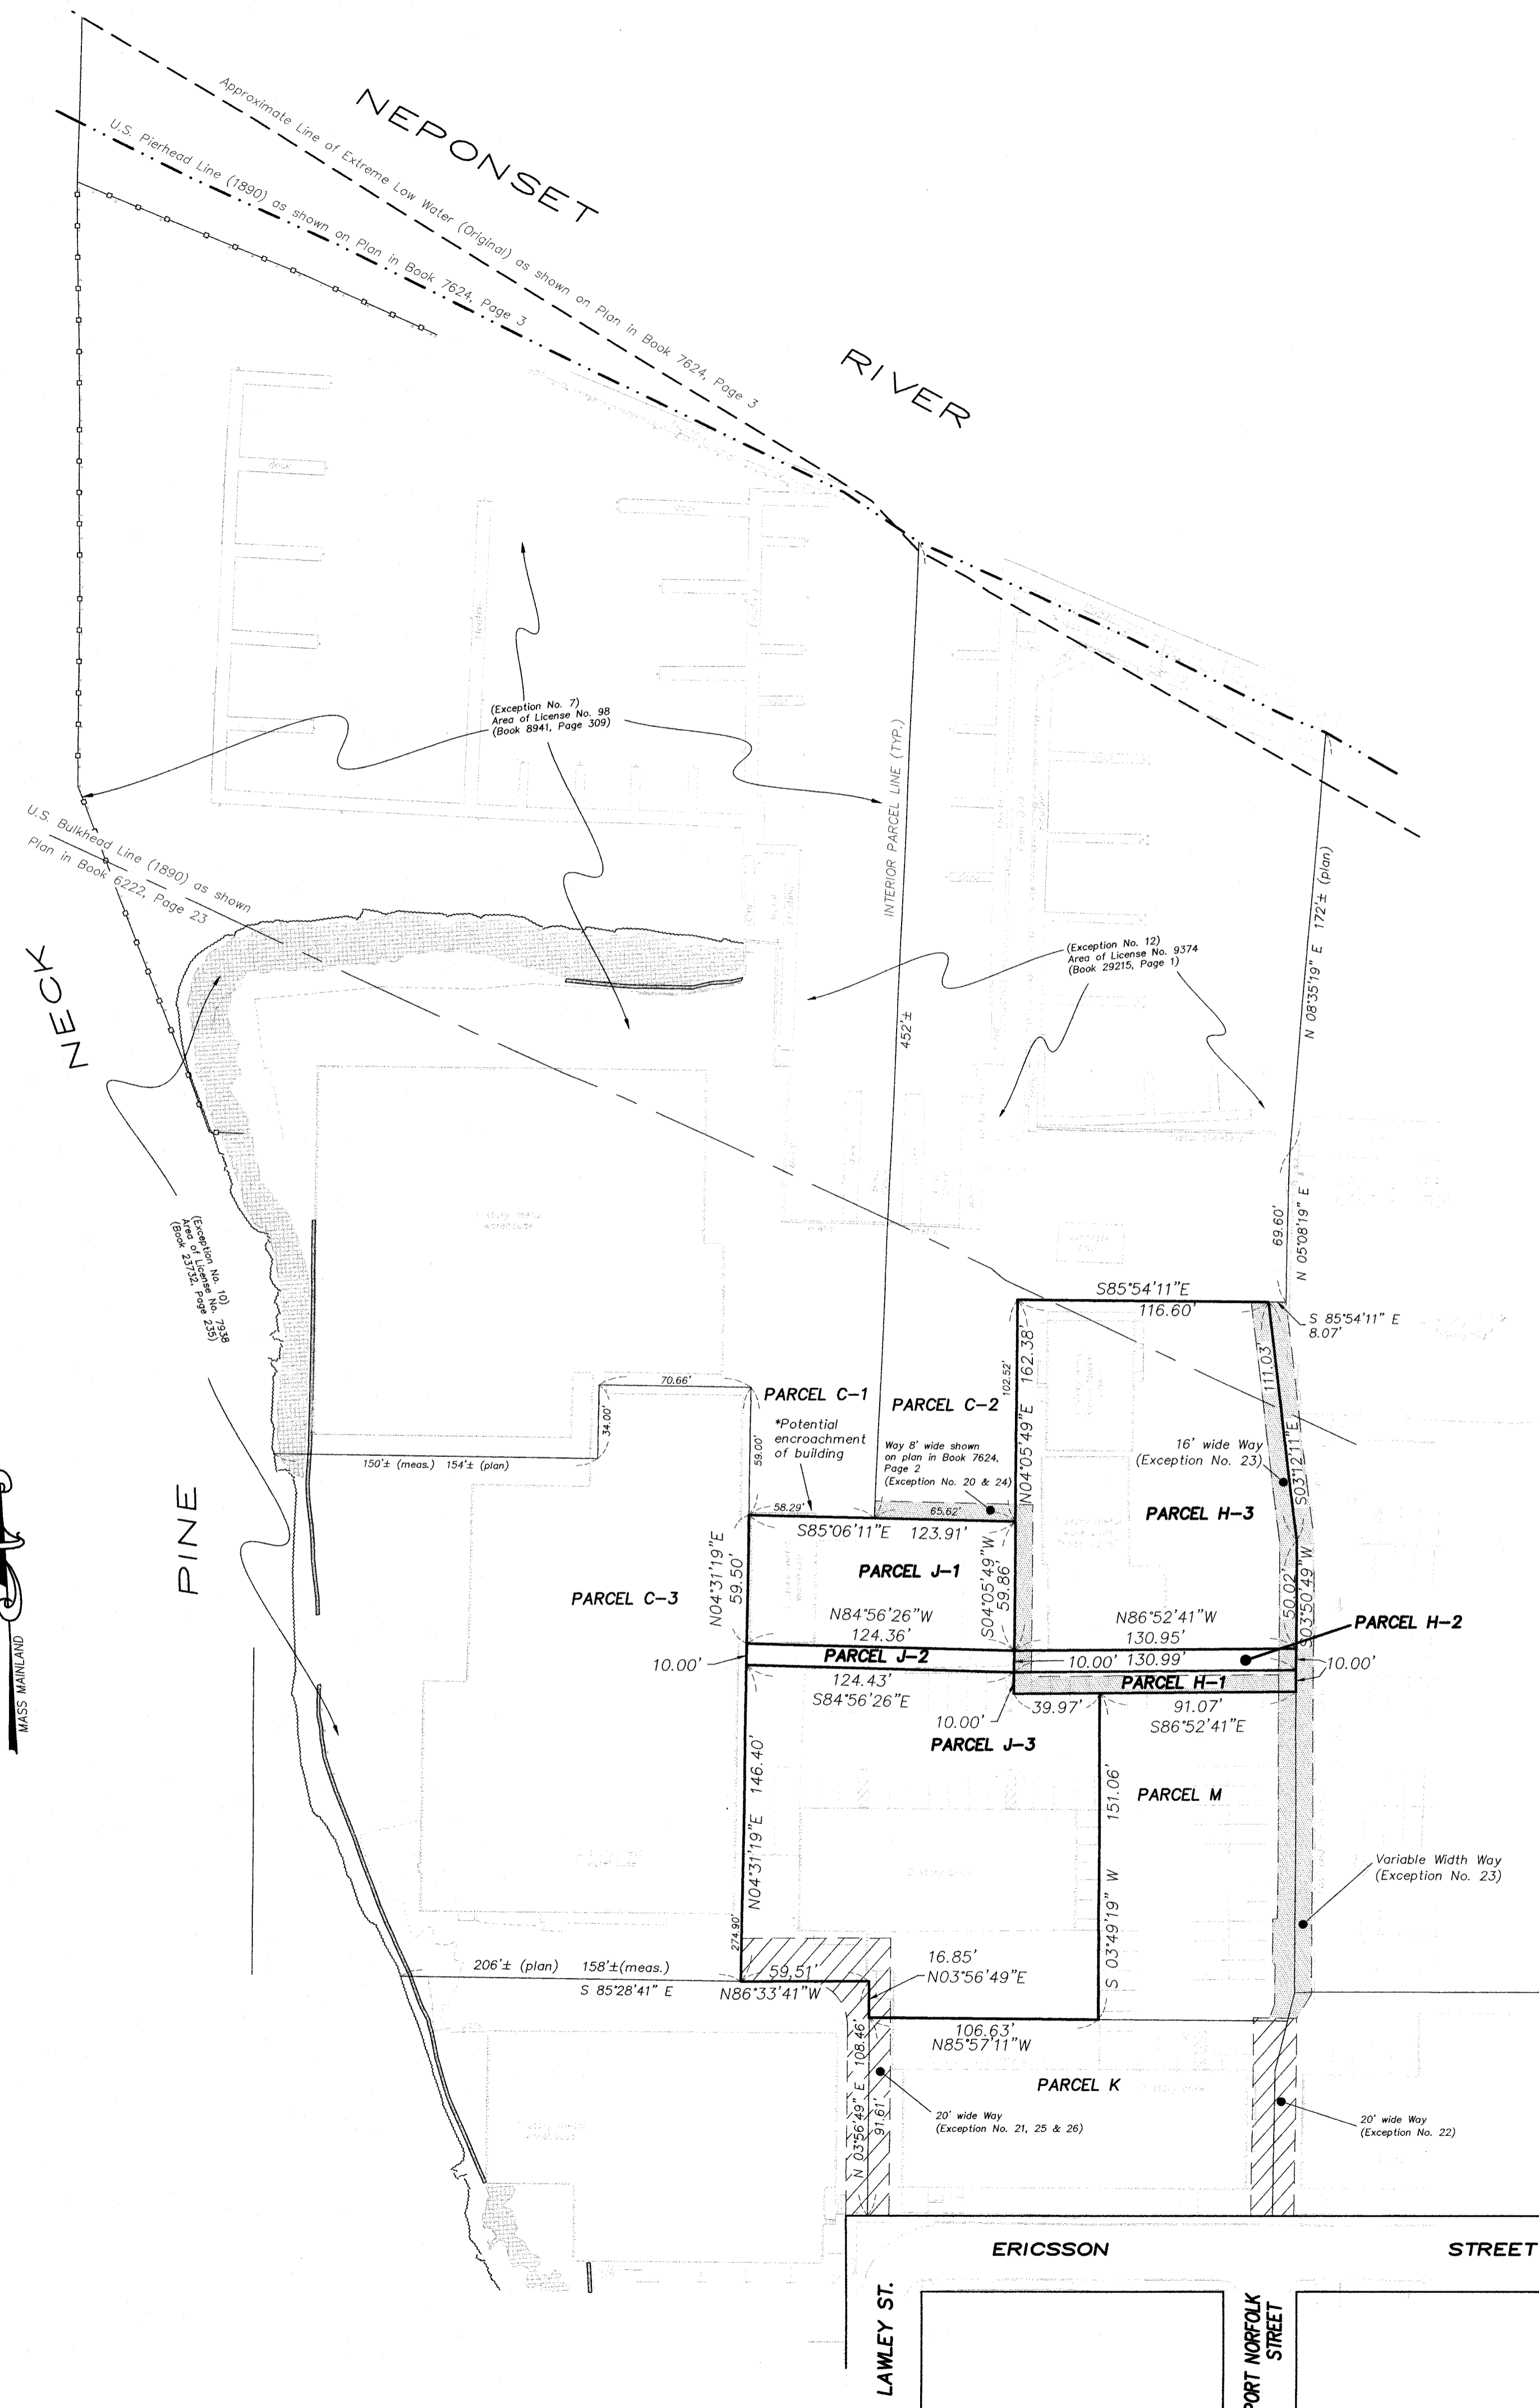 NEPONSET
Approximate Line of Extreme Low Water (Original) as shown on Plan in Book 7624, Page 3
U.S. Pierhead Line (1890) as shown on Plan in Book 7624, Page 3
RIVER
dock
(Exception No. 7)
Area of License No. 98
(Book 8941, Page 309)
INTERIOR PARCEL LINE (TYP.)
452'±
U.S. Bulkhead Line (1890) as shown
Plan in Book 6222, Page 23
N 08°35'19" E 172'± (plan)
(Exception No. 12)
Area of License No. 9374
(Book 29215, Page 1)
NECK
(Exception No. 10)
Area of License No. 7938
(Book 23732, Page 235)
69.60'
N 05°08'19" E
S85°54'11"E
116.60'
S 85°54'11" E
8.07'
70.66'
34.00'
150'± (meas.) 154'± (plan)
59.00'
PARCEL C-1
*Potential
encroachment
of building
PARCEL C-2
102.52'
N04°05'49"E 162.38'
Way 8' wide shown
on plan in Book 7624,
Page 2
(Exception No. 20 & 24)
111.03'
S03°12'11"E
16' wide Way
(Exception No. 23)
PARCEL H-3
58.29'
65.62'
S85°06'11"E 123.91'
PINE
PARCEL C-3
N04°31'19"E
59.50'
PARCEL J-1
S04°05'49"W
59.86'
N84°56'26"W
124.36'
N86°52'41"W
130.95'
50.02'
S03°50'49"W
PARCEL H-2
10.00'
PARCEL J-2
10.00'
130.99'
10.00'
124.43'
S84°56'26"E
PARCEL H-1
39.97'
91.07'
S86°52'41"E
10.00'
PARCEL J-3
MASS MAINLAND
N04°31'19"E 146.40'
151.06'
S 03°49'19" W
PARCEL M
Variable Width Way
(Exception No. 23)
274.90'
16.85'
N03°56'49"E
206'± (plan) 158'±(meas.)
S 85°28'41" E
59.51'
N86°33'41"W
106.63'
N85°57'11"W
N 03°56'49" E 108.46'
91.61'
PARCEL K
20' wide Way
(Exception No. 21, 25 & 26)
20' wide Way
(Exception No. 22)
ERICSSON
STREET
LAWLEY ST.
PORT NORFOLK
STREET